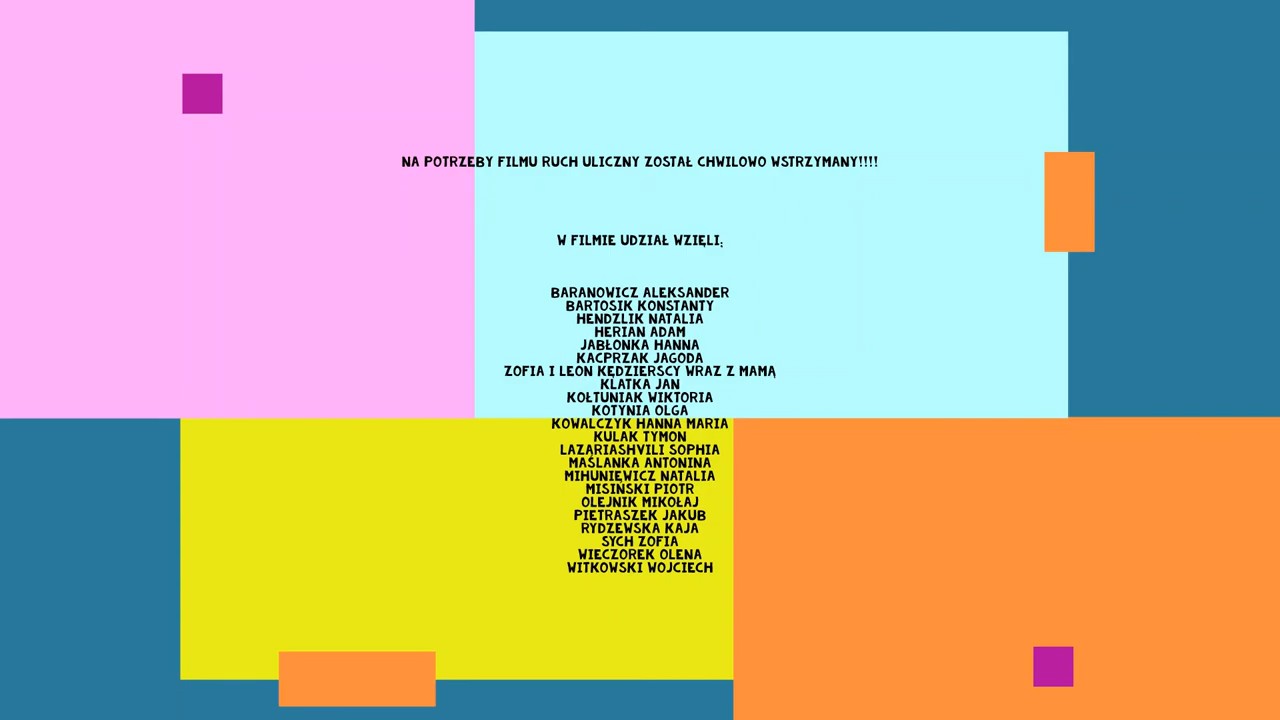 NA POTRZEBY FILMU RUCH ULICZNY ZOSTAŁ CHWILOWO WSTRZYMANY!!!!
W FILMIE UDZIAŁ WZIĘLI:
BARANOWICZ ALEKSANDER
BARTOSIK KONSTANTY
HENDZLIK NATALIA
HERIAN ADAM
JABŁONKA HANNA
KACPRZAK JAGODA
ZOFIA I LEON KĘDZIERSCY WRAZ Z MAMĄ
KLATKA JAN
KOŁTUNIAK WIKTORIA
KOTYNIA OLGA
KOWALCZYK HANNA MARIA
KULAK TYMON
LAZARIASHVILI SOPHIA
MAŚLANKA ANTONINA
MIHUNIEWICZ NATALIA
MISIŃSKI PIOTR
OLEJNIK MIKOŁAJ
PIETRASZEK JAKUB
RYDZEWSKA KAJA
SYCH ZOFIA
WIECZOREK OLENA
WITKOWSKI WOJCIECH